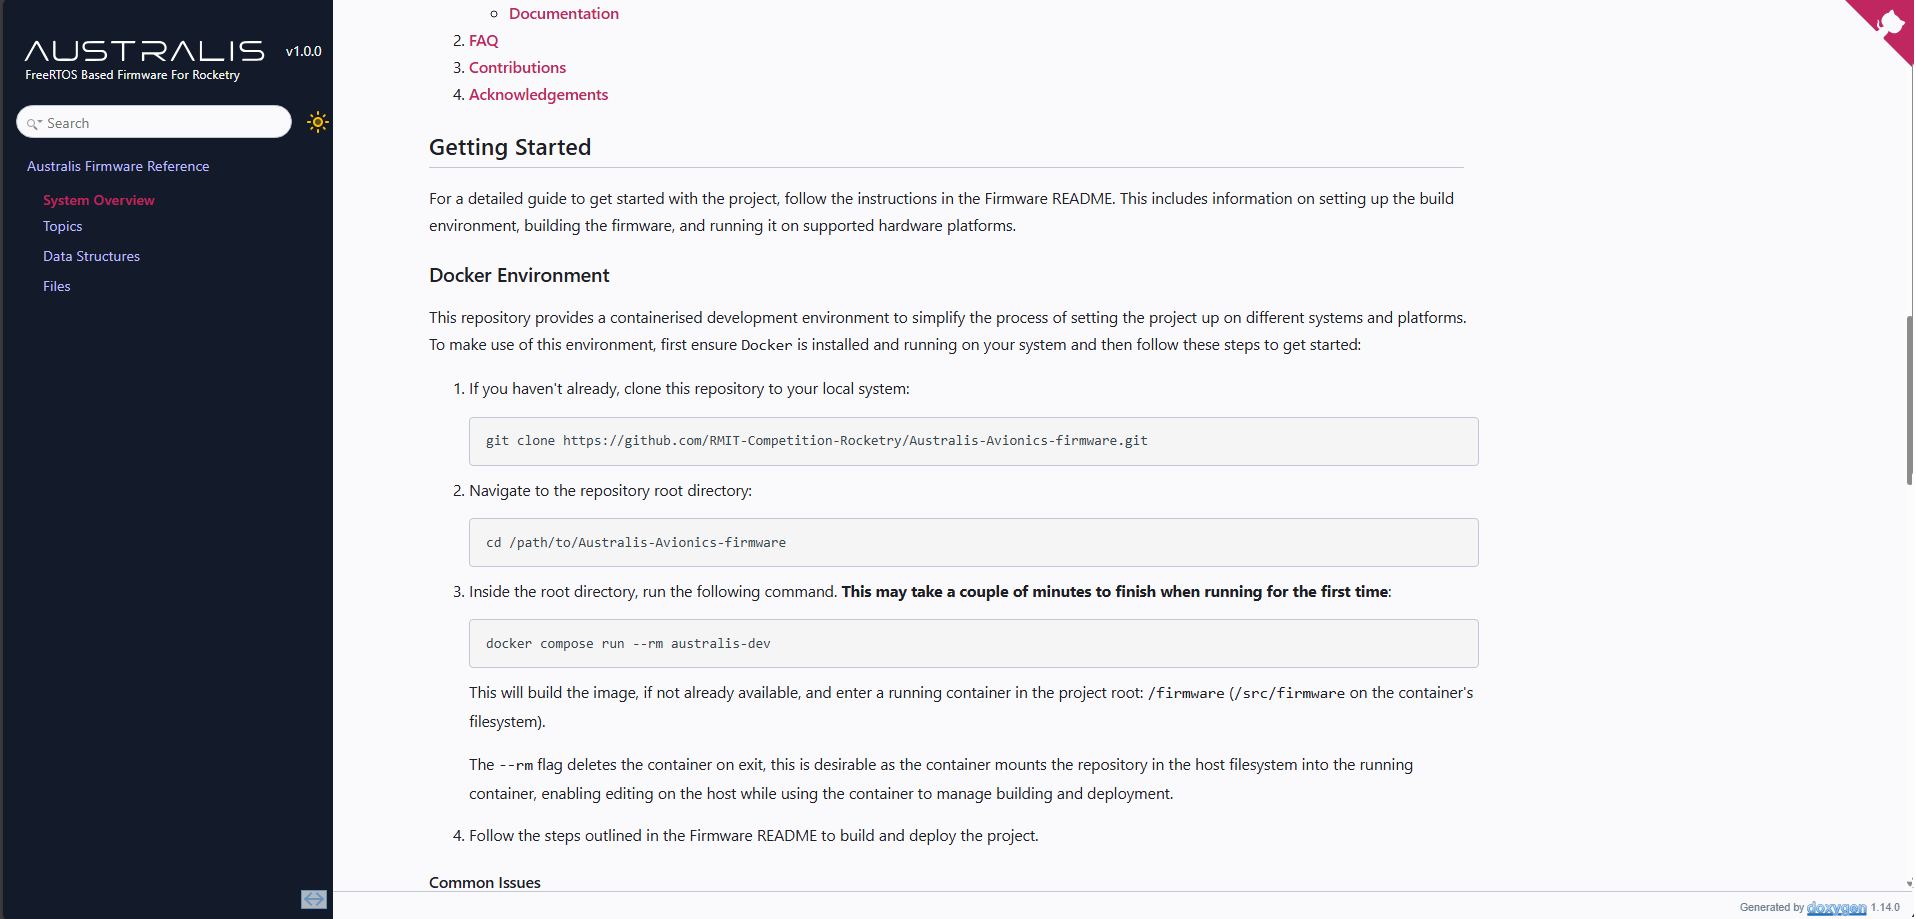 AUSTRALIS v1.0.0
FreeRTOS Based Firmware For Rocketry
Search
Australis Firmware Reference
System Overview
Topics
Data Structures
Files
Documentation
2. FAQ
3. Contributions
4. Acknowledgements
Getting Started
For a detailed guide to get started with the project, follow the instructions in the Firmware README. This includes information on setting up the build
environment, building the firmware, and running it on supported hardware platforms.
Docker Environment
This repository provides a containerised development environment to simplify the process of setting the project up on different systems and platforms.
To make use of this environment, first ensure Docker is installed and running on your system and then follow these steps to get started:
1. If you haven't already, clone this repository to your local system:
git clone https://github.com/RMIT-Competition-Rocketry/Australis-Avionics-firmware.git
2. Navigate to the repository root directory:
cd /path/to/Australis-Avionics-firmware
3. Inside the root directory, run the following command. This may take a couple of minutes to finish when running for the first time:
docker compose run --rm australis-dev
This will build the image, if not already available, and enter a running container in the project root: /firmware (/src/firmware on the container's
filesystem).
The --rm flag deletes the container on exit, this is desirable as the container mounts the repository in the host filesystem into the running
container, enabling editing on the host while using the container to manage building and deployment.
4. Follow the steps outlined in the Firmware README to build and deploy the project.
Common Issues
Generated by doxygen 1.14.0